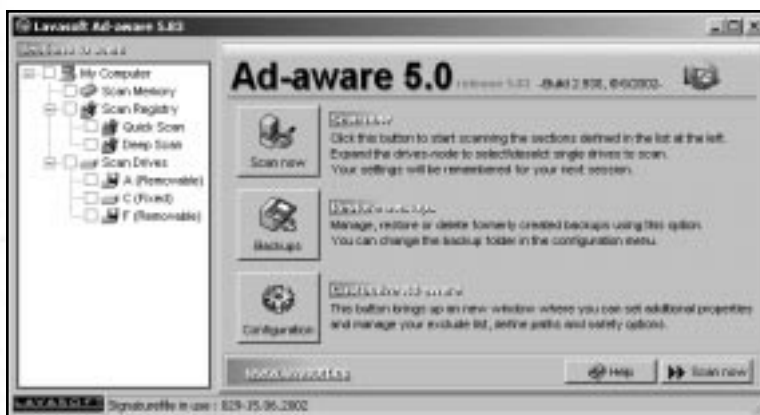 Lavasoft Ad-aware 5.83
My Computer
Scan Memory
Scan Registry
Quick Scan
Deep Scan
Scan Drives
A (Removable)
C (Fixed)
F (Removable)
Ad-aware 5.0
Scan now
Click this button to start scanning the sections defined in the list at the left.
Expand the drives-node to select/deselect single drives to scan.
Your settings will be remembered for your next session.
Backups
Manage, restore or delete formerly created backups using this option.
You can change the backup folder in the configuration menu.
Configuration
This button brings up an new window where you can set additional properties
and manage your exclude list, define paths and safety options.
Help
Scan now
LAVASOFT
Signaturefile in use : 029-15.06.2002